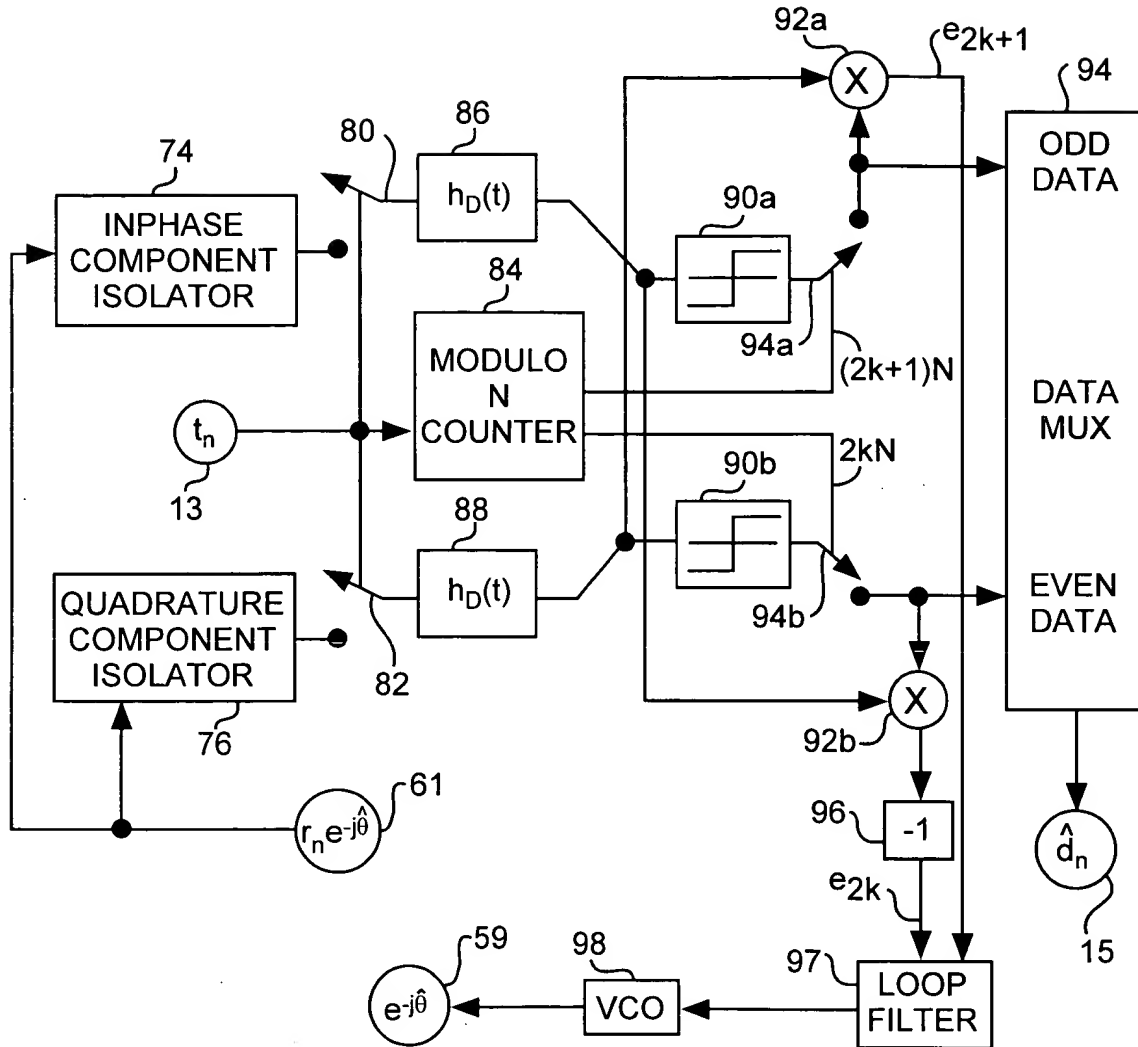 92a
e2k+1
94
80
86
74
ODD
DATA
X
hD(t)
INPHASE
COMPONENT
ISOLATOR
90a
84
94a
MODULO
N
COUNTER
(2k+1)N
DATA
MUX
tn
13
2kN
90b
88
hD(t)
QUADRATURE
COMPONENT
ISOLATOR
94b
EVEN
DATA
82
76
X
92b
61
rne-jθ̂
96
-1
d̂n
e2k
15
59
98
97
e-jθ̂
VCO
LOOP
FILTER